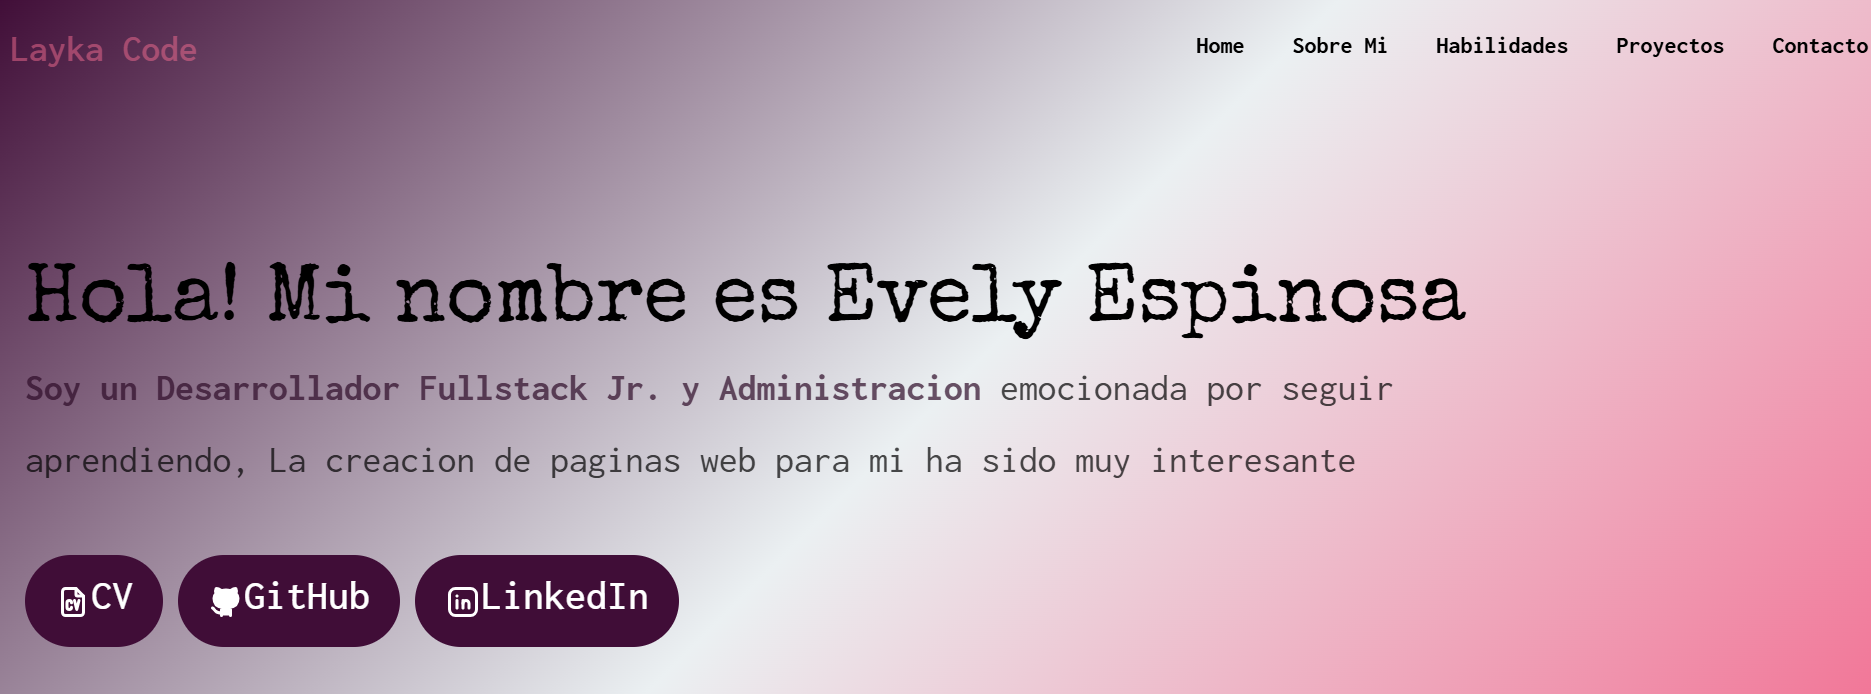 Layka Code
Home Sobre Mi Habilidades Proyectos Contacto
Hola! Mi nombre es Evely Espinosa
Soy un Desarrollador Fullstack Jr. y Administracion emocionada por seguir
aprendiendo, La creacion de paginas web para mi ha sido muy interesante
CV GitHub LinkedIn